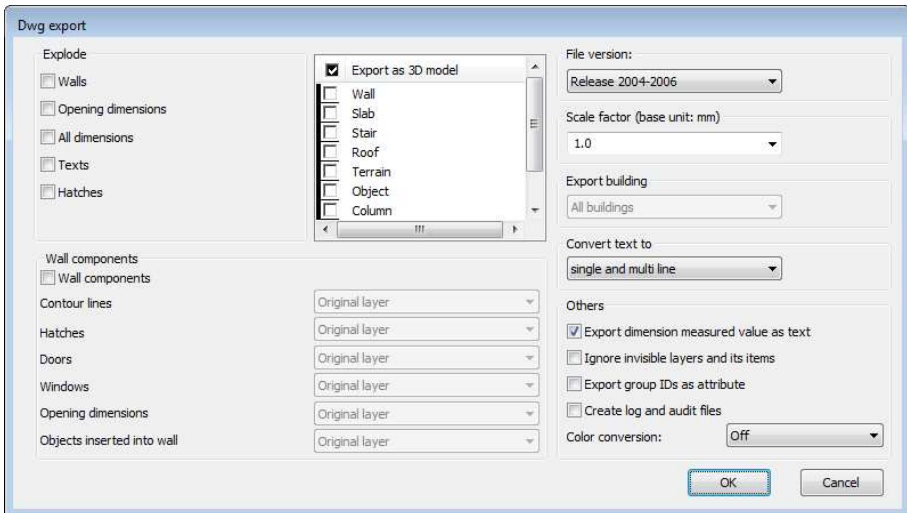 Dwg export
Explode
Walls
Opening dimensions
All dimensions
Texts
Hatches
Export as 3D model
Wall
Slab
Stair
Roof
Terrain
Object
Column
File version:
Release 2004-2006
Scale factor (base unit: mm)
1.0
Export building
All buildings
Convert text to
single and multi line
Wall components
Wall components
Contour lines Original layer
Hatches Original layer
Doors Original layer
Windows Original layer
Opening dimensions Original layer
Objects inserted into wall Original layer
Others
Export dimension measured value as text
Ignore invisible layers and its items
Export group IDs as attribute
Create log and audit files
Color conversion: Off
OK Cancel